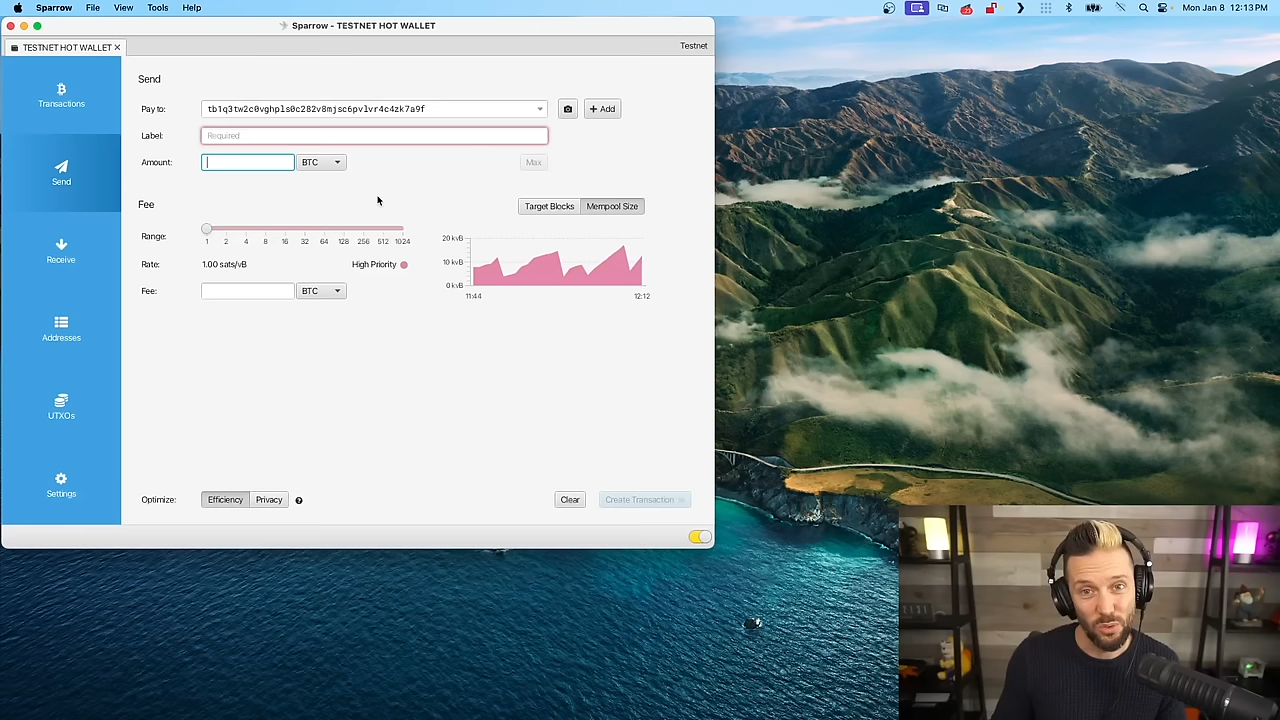 Sparrow File View Tools Help Mon Jan 8 12:13 PM
Sparrow - TESTNET HOT WALLET
TESTNET HOT WALLET Testnet
Transactions
Send
Receive
Addresses
UTXOs
Settings
Send
Pay to: tb1q3tw2c0vghpls0c282v8mjsc6pvlvr4c4zk7a9f + Add
Label: Required
Amount: BTC Max
Fee Target Blocks Mempool Size
Range:
1 2 4 8 16 32 64 128 256 512 1024
Rate: 1.00 sats/vB High Priority
Fee: BTC
20 kvB
10 kvB
0 kvB
11:44 12:12
Optimize: Efficiency Privacy ? Clear Create Transaction »